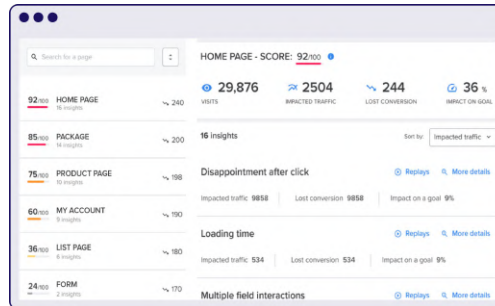 Search for a page
92/100 HOME PAGE 240
16 insights
85/100 PACKAGE 200
14 insights
75/100 PRODUCT PAGE 198
10 insights
60/100 MY ACCOUNT 190
9 insights
36/100 LIST PAGE 180
6 insights
24/100 FORM 170
2 insights
HOME PAGE - SCORE: 92/100
29,876 2504 244 36 %
VISITS IMPACTED TRAFFIC LOST CONVERSION IMPACT ON GOAL
16 insights Sort by: Impacted traffic
Disappointment after click Replays More details
Impacted traffic 9858 Lost conversion 9858 Impact on a goal 9%
Loading time Replays More details
Impacted traffic 534 Lost conversion 534 Impact on a goal 9%
Multiple field interactions Replays More details